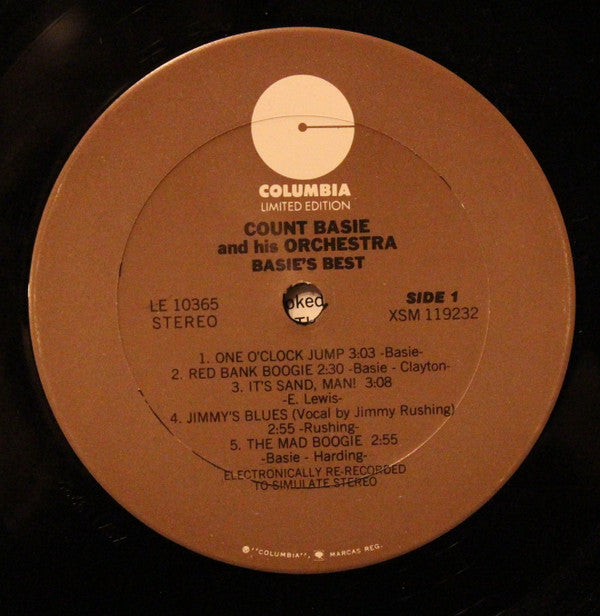 COLUMBIA
LIMITED EDITION
COUNT BASIE
and his ORCHESTRA
BASIE'S BEST
LE 10365
STEREO
oked
SIDE 1
XSM 119232
1. ONE O'CLOCK JUMP 3:03 -Basie-
2. RED BANK BOOGIE 2:30 -Basie - Clayton-
3. IT'S SAND, MAN! 3:08
-E. Lewis-
4. JIMMY'S BLUES (Vocal by Jimmy Rushing)
2:55 -Rushing-
5. THE MAD BOOGIE 2:55
-Basie - Harding-
ELECTRONICALLY RE-RECORDED
TO SIMULATE STEREO
"COLUMBIA", MARCAS REG.